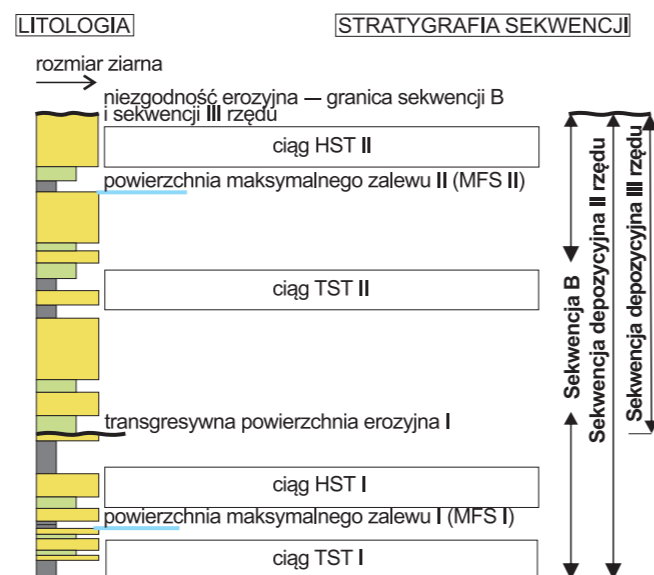 LITOLOGIA
STRATYGRAFIA SEKWENCJI
rozmiar ziarna
niezgodność erozyjna — granica sekwencji B
i sekwencji III rzędu
ciąg HST II
powierzchnia maksymalnego zalewu II (MFS II)
ciąg TST II
transgresywna powierzchnia erozyjna I
ciąg HST I
powierzchnia maksymalnego zalewu I (MFS I)
ciąg TST I
Sekwencja B
Sekwencja depozycyjna II rzędu
Sekwencja depozycyjna III rzędu